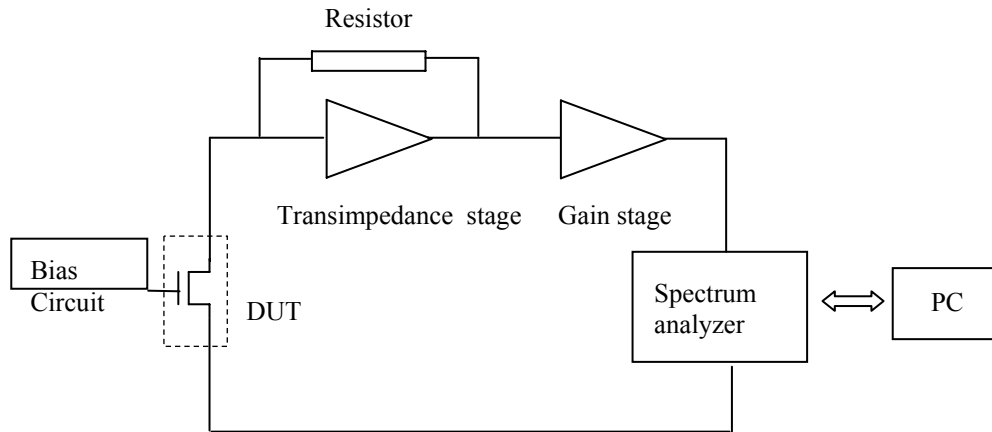 Resistor
Transimpedance stage
Gain stage
Bias
Circuit
DUT
Spectrum
analyzer
PC